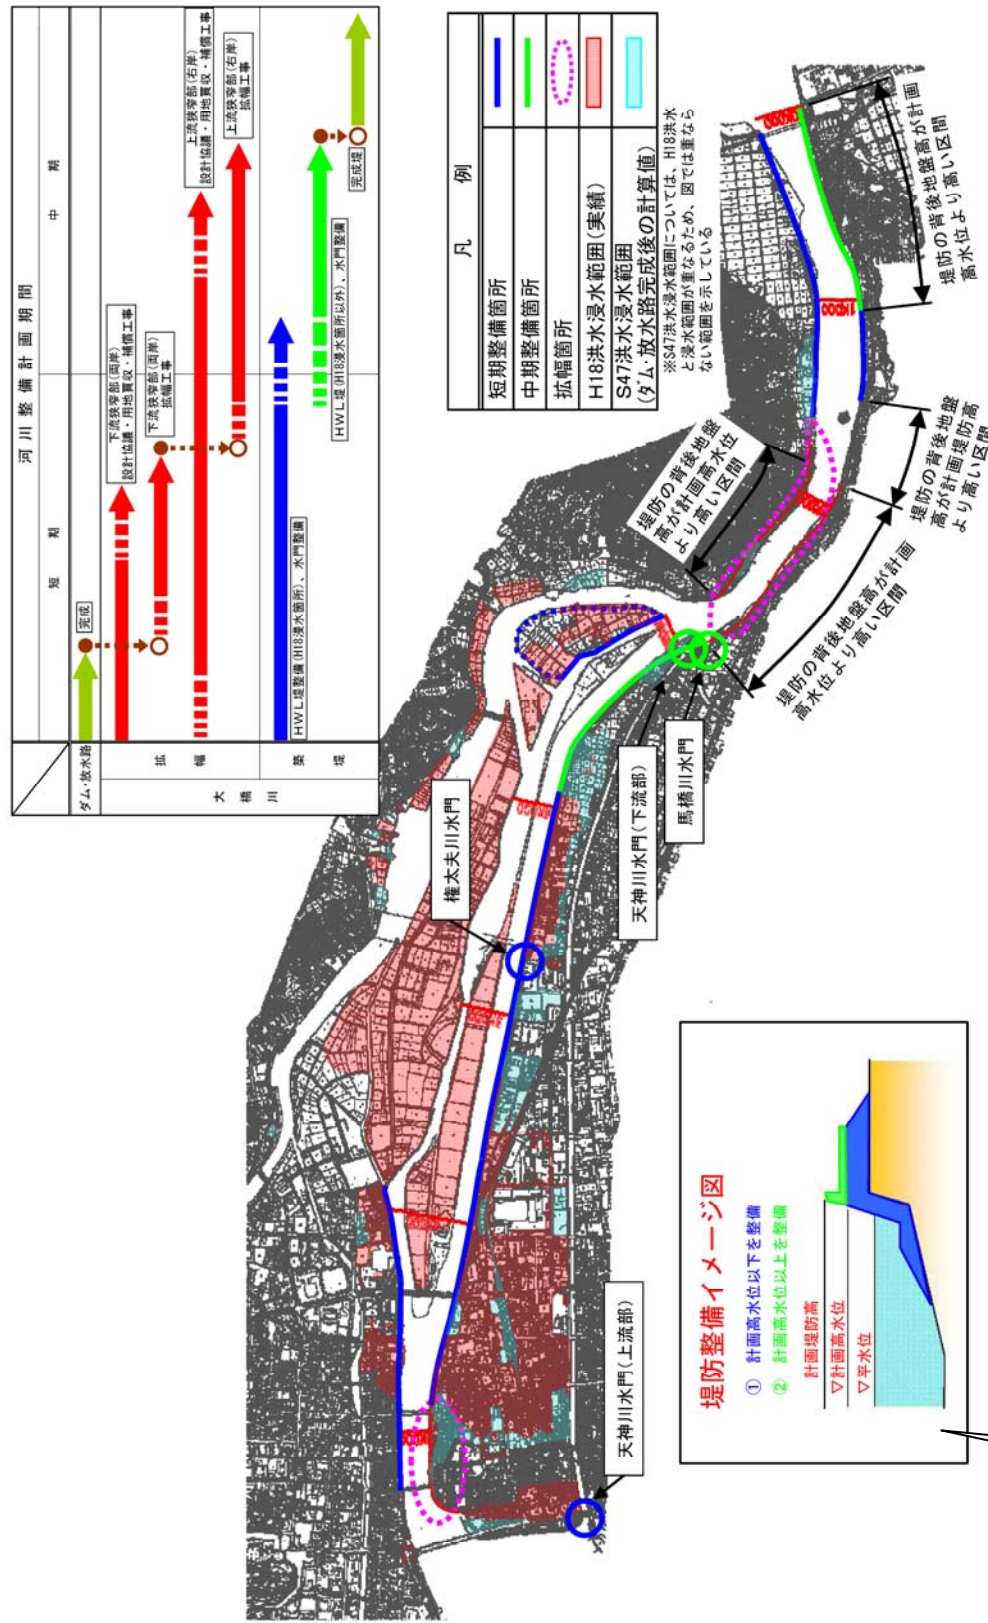 河川整備計画期間
短期
中期
ダム・放水路
大橋川
拡幅
築堤
完成
下流狭窄部(両岸)
設計協議・用地買収・補償工事
下流狭窄部(両岸)
拡幅工事
上流狭窄部(右岸)
設計協議・用地買収・補償工事
上流狭窄部(右岸)
拡幅工事
HWL堤整備(H18浸水箇所)、水門整備
HWL堤(H18浸水箇所以外)、水門整備
完成堤
凡例
短期整備箇所
中期整備箇所
拡幅箇所
H18洪水浸水範囲(実績)
S47洪水浸水範囲
(ダム・放水路完成後の計算値)
※S47洪水浸水範囲については、H18洪水
と浸水範囲が重なるため、図では重なら
ない範囲を示している
堤防の背後地盤
高が計画高水位
より高い区間
堤防の背後地盤高が計画
高水位より高い区間
堤防の背後地盤
高が計画堤防高
より高い区間
堤防の背後地盤高が計画
高水位より高い区間
権太夫川水門
天神川水門(下流部)
馬橋川水門
天神川水門(上流部)
堤防整備イメージ図
① 計画高水位以下を整備
② 計画高水位以上を整備
計画堤防高
▽計画高水位
▽平水位